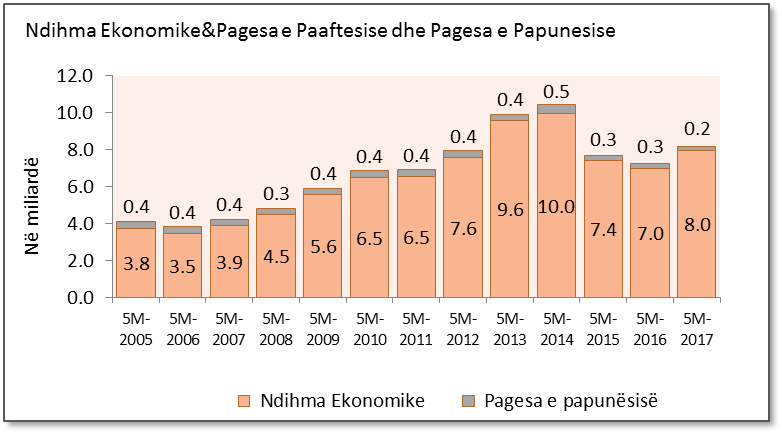 Ndihma Ekonomike&Pagesa e Paaftesise dhe Pagesa e Papunesise
Në miliardë
12.0
10.0
8.0
6.0
4.0
2.0
0.0
0.4 0.4 0.4 0.3 0.4 0.4 0.4 0.4 0.4 0.5 0.3 0.3 0.2
3.8 3.5 3.9 4.5 5.6 6.5 6.5 7.6 9.6 10.0 7.4 7.0 8.0
5M- 5M- 5M- 5M- 5M- 5M- 5M- 5M- 5M- 5M- 5M- 5M- 5M-
2005 2006 2007 2008 2009 2010 2011 2012 2013 2014 2015 2016 2017
Ndihma Ekonomike Pagesa e papunësisë